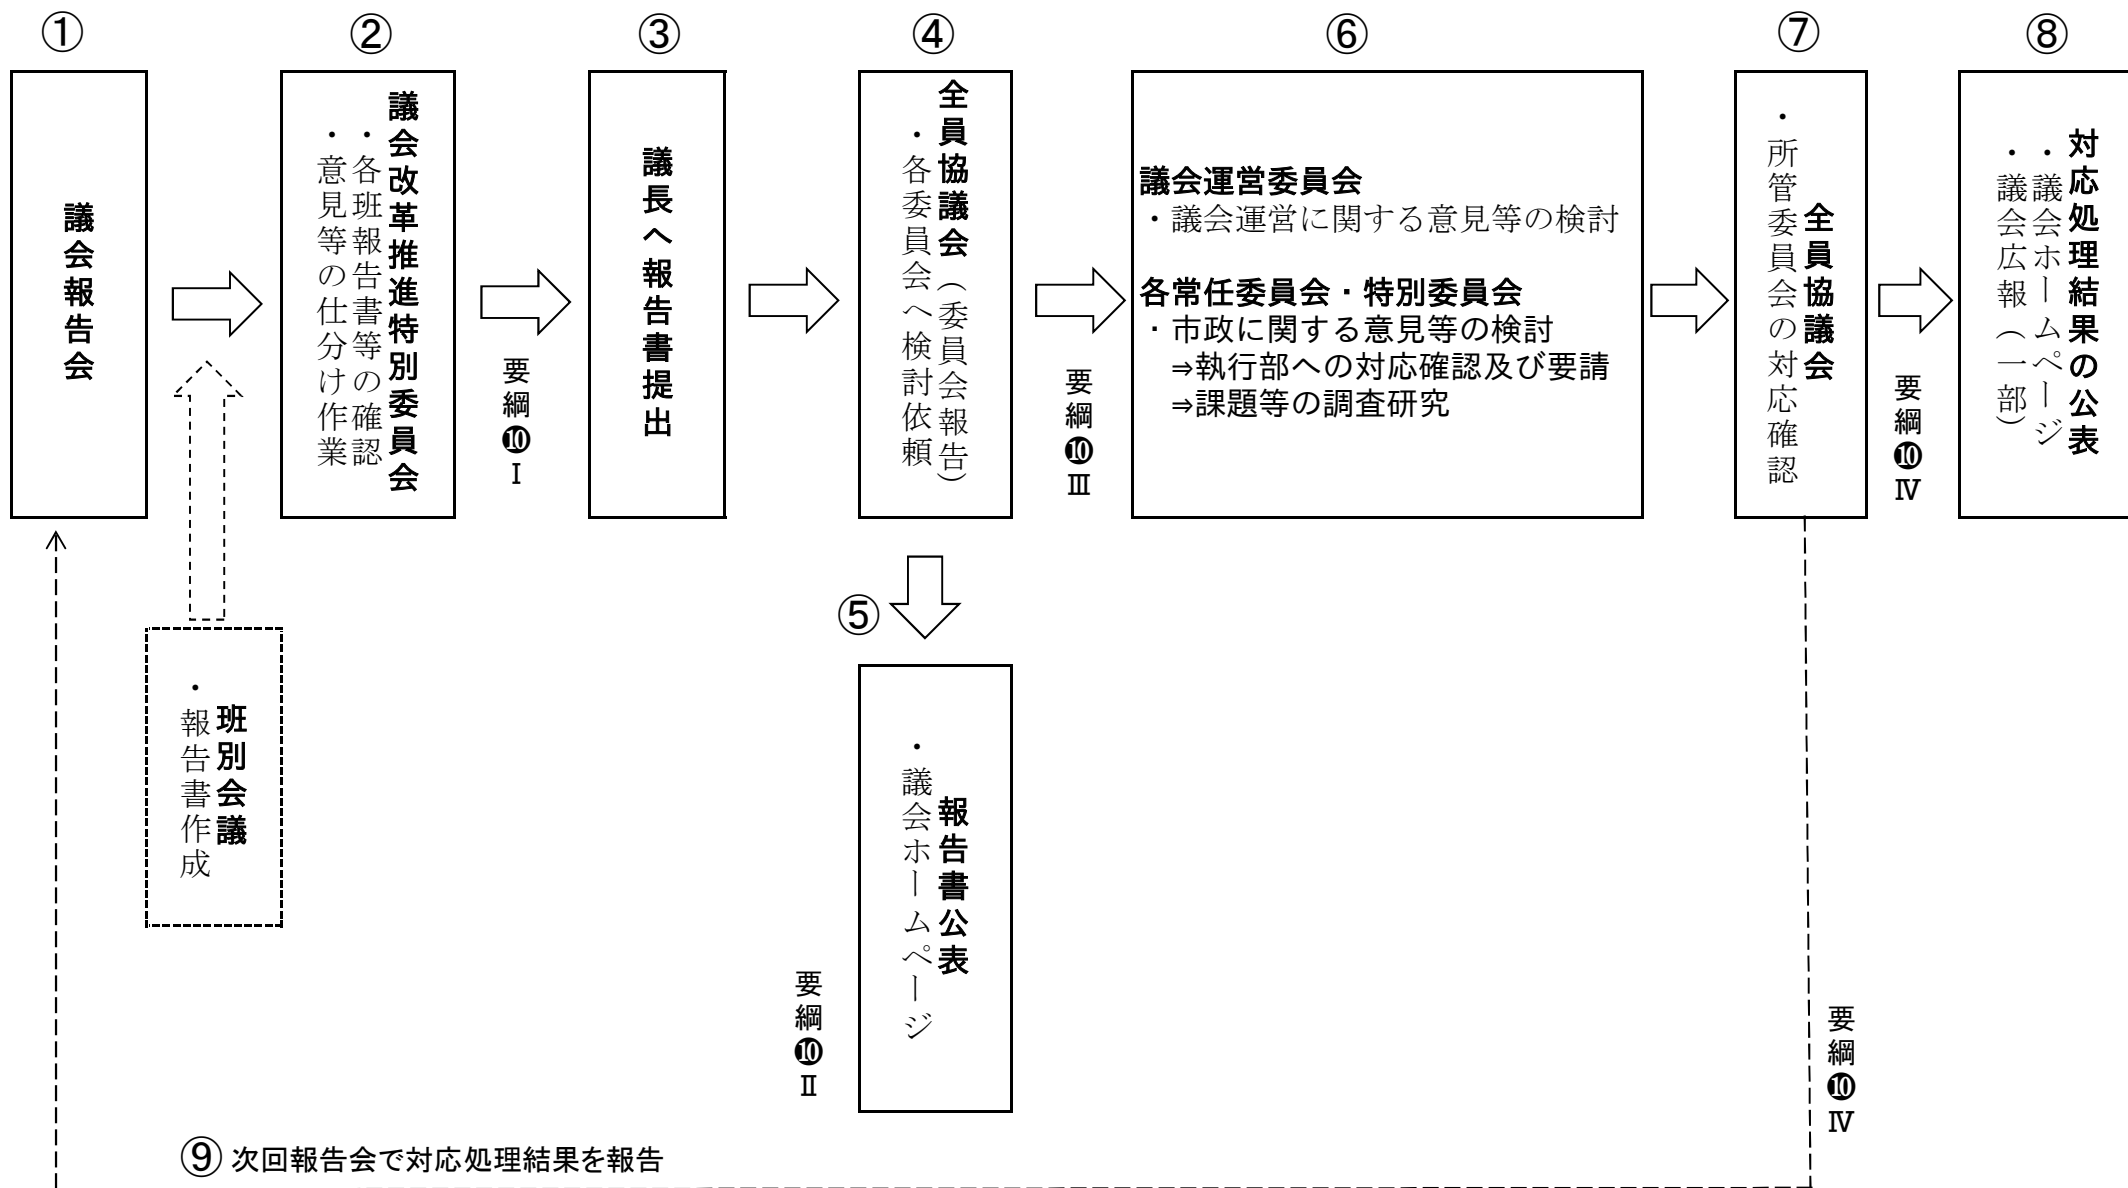 ①
議会報告会
班別会議
・報告書作成
②
議会改革推進特別委員会
・各班報告書等の確認
・意見等の仕分け作業
要綱❿Ⅰ
③
議長へ報告書提出
④
全員協議会(委員会報告)
・各委員会へ検討依頼
⑤
報告書公表
・議会ホームページ
要綱❿Ⅱ
要綱❿Ⅲ
⑥
議会運営委員会
・議会運営に関する意見等の検討
各常任委員会・特別委員会
・市政に関する意見等の検討
⇒執行部への対応確認及び要請
⇒課題等の調査研究
⑦
全員協議会
・所管委員会の対応確認
要綱❿Ⅳ
⑧
対応処理結果の公表
・議会ホームページ
・議会広報(一部)
要綱❿Ⅳ
⑨次回報告会で対応処理結果を報告